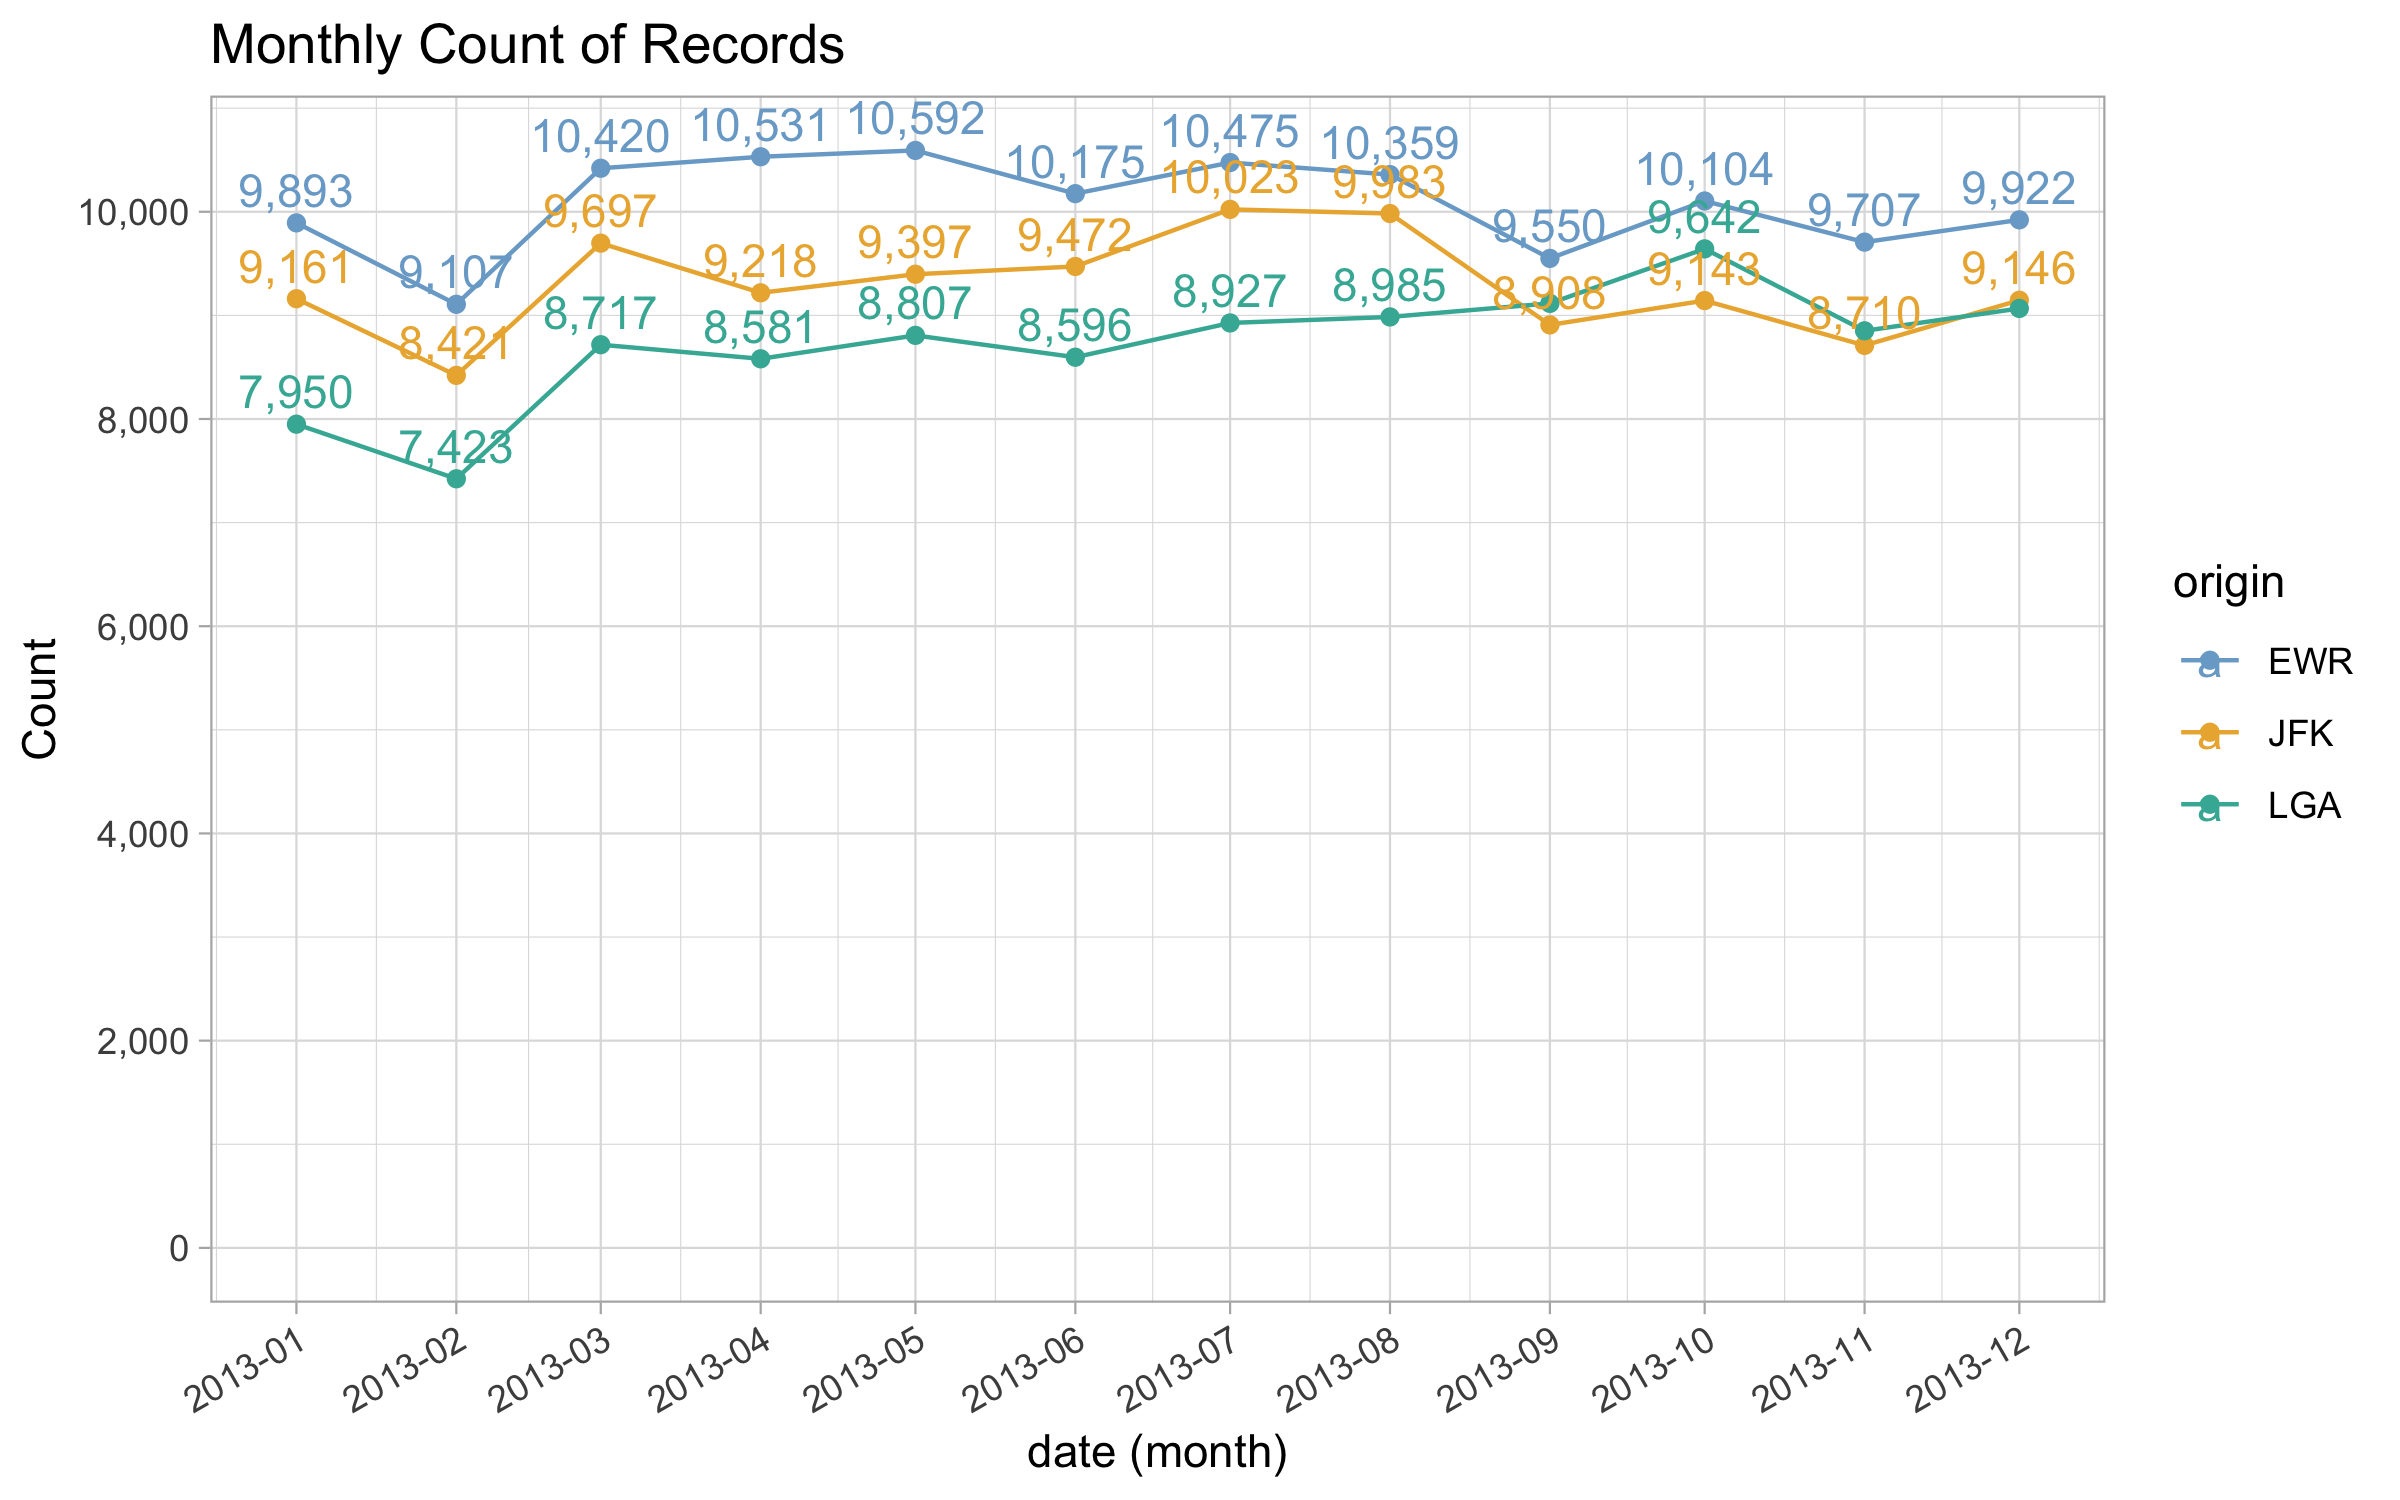 Monthly Count of Records
10,420 10,531 10,592 10,175 10,475 10,359 10,104
9,893 9,107 9,550 9,707 9,922
9,161 8,421 9,697 9,218 9,397 9,472 10,023 9,983 8,908 9,143 8,710 9,146
7,950 7,423 8,717 8,581 8,807 8,596 8,927 8,985 9,642
10,000
8,000
6,000
4,000
2,000
0
Count
2013-01 2013-02 2013-03 2013-04 2013-05 2013-06 2013-07 2013-08 2013-09 2013-10 2013-11 2013-12
date (month)
origin
a EWR
a JFK
a LGA